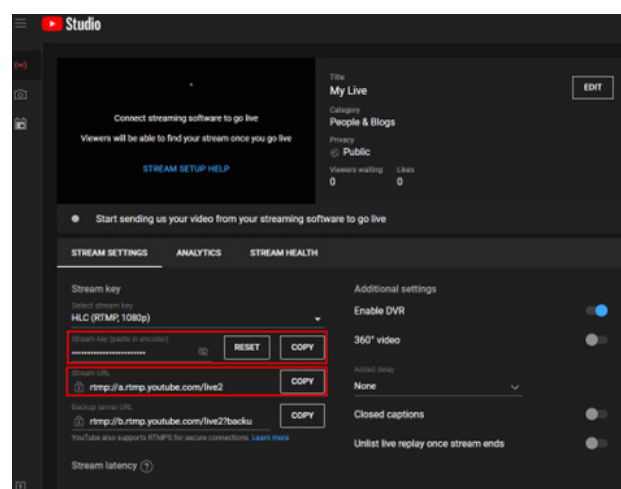 Studio
Connect streaming software to go live
Viewers will be able to find your stream once you go live
STREAM SETUP HELP
Title
My Live
EDIT
Category
People & Blogs
Privacy
Public
Viewers waiting Likes
0 0
Start sending us your video from your streaming software to go live
STREAM SETTINGS ANALYTICS STREAM HEALTH
Stream key
Select stream key
HLC (RTMP, 1080p)
Stream key (paste in encoder)
RESET COPY
Stream URL
rtmp://a.rtmp.youtube.com/live2
COPY
Backup server URL
rtmp://b.rtmp.youtube.com/live2?backu
COPY
YouTube also supports RTMPS for secure connections. Learn more
Stream latency
Additional settings
Enable DVR
360° video
Added delay
None
Closed captions
Unlist live replay once stream ends